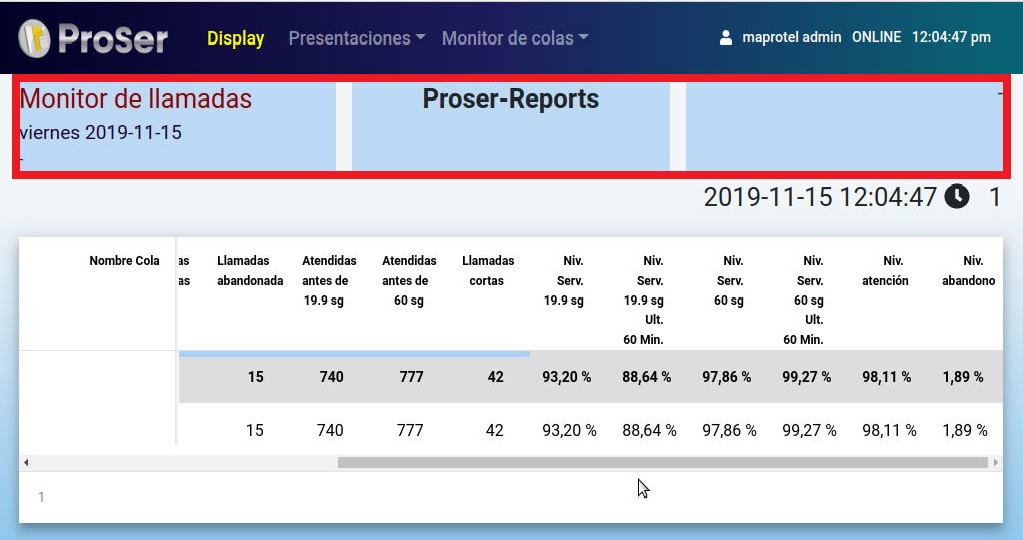 ProSer Display Presentaciones Monitor de colas maprotel admin ONLINE 12:04:47 pm
Monitor de llamadas Proser-Reports -
viernes 2019-11-15
-
2019-11-15 12:04:47 1
Nombre Cola as Llamadas Atendidas Atendidas Llamadas Niv. Niv. Niv. Niv. Niv. Niv.
as abandonada antes de antes de cortas Serv. Serv. Serv. Serv. atención abandono
19.9 sg 60 sg 19.9 sg 19.9 sg 60 sg 60 sg
Ult. Ult.
60 Min. 60 Min.
15 740 777 42 93,20 % 88,64 % 97,86 % 99,27 % 98,11 % 1,89 %
15 740 777 42 93,20 % 88,64 % 97,86 % 99,27 % 98,11 % 1,89 %
1